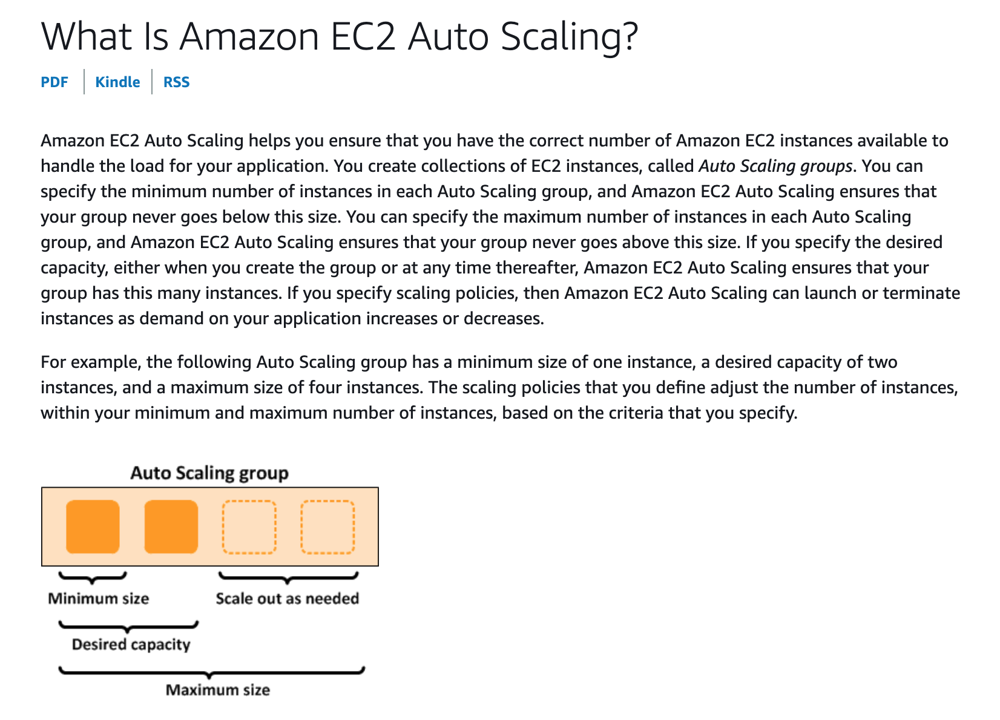 What Is Amazon EC2 Auto Scaling?
PDF
Kindle
RSS
Amazon EC2 Auto Scaling helps you ensure that you have the correct number of Amazon EC2 instances available to
handle the load for your application. You create collections of EC2 instances, called Auto Scaling groups. You can
specify the minimum number of instances in each Auto Scaling group, and Amazon EC2 Auto Scaling ensures that
your group never goes below this size. You can specify the maximum number of instances in each Auto Scaling
group, and Amazon EC2 Auto Scaling ensures that your group never goes above this size. If you specify the desired
capacity, either when you create the group or at any time thereafter, Amazon EC2 Auto Scaling ensures that your
group has this many instances. If you specify scaling policies, then Amazon EC2 Auto Scaling can launch or terminate
instances as demand on your application increases or decreases.
For example, the following Auto Scaling group has a minimum size of one instance, a desired capacity of two
instances, and a maximum size of four instances. The scaling policies that you define adjust the number of instances,
within your minimum and maximum number of instances, based on the criteria that you specify.
Auto Scaling group
Minimum size
Scale out as needed
Desired capacity
Maximum size